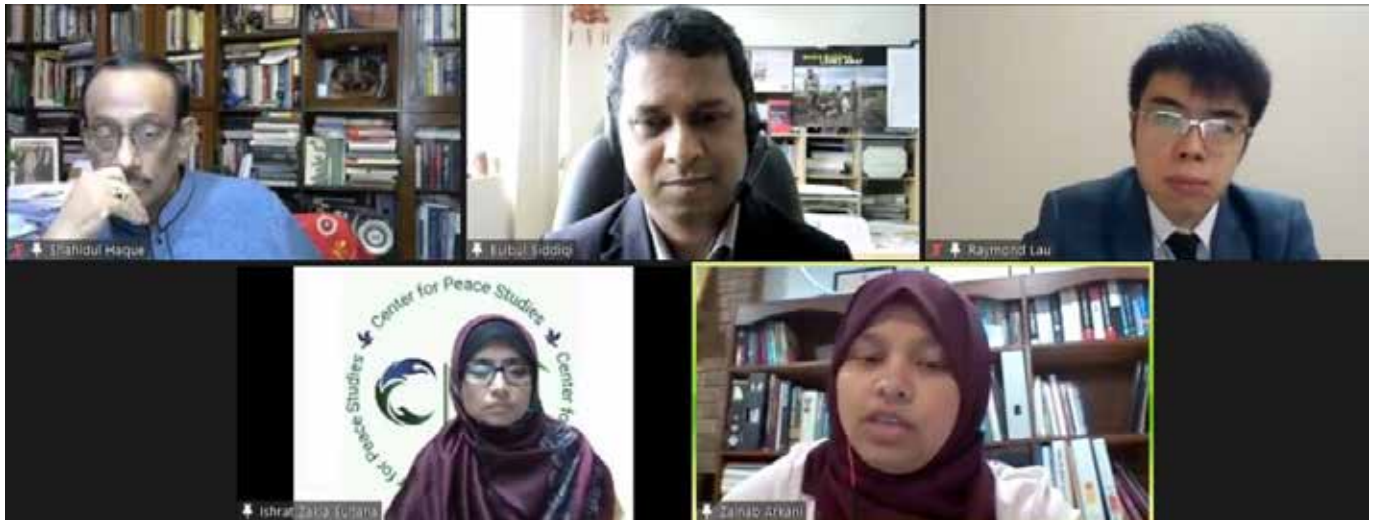 Shahidul Haque
Bulbul Siddiqi
Raymond Lau
Center for Peace Studies
Center for
for Peace Studies
Ishrat Zakia Sultana
Zainab Arkani